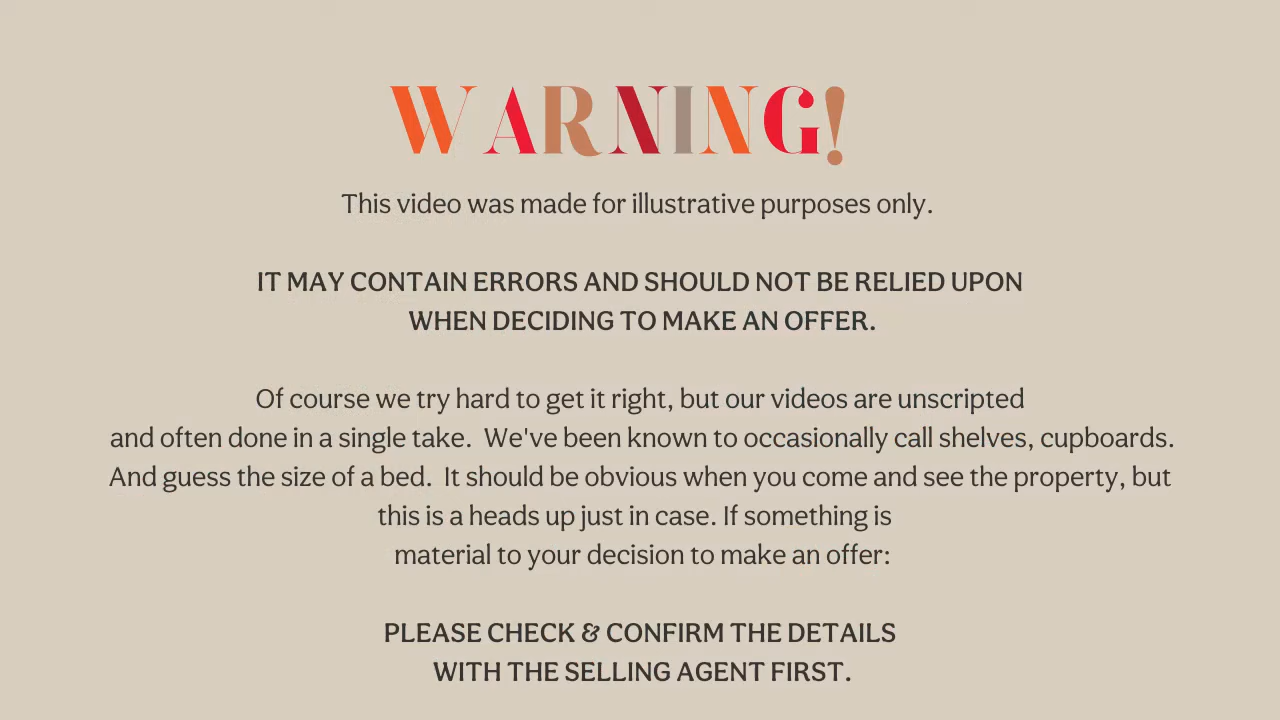 WARNING!
This video was made for illustrative purposes only.
IT MAY CONTAIN ERRORS AND SHOULD NOT BE RELIED UPON
WHEN DECIDING TO MAKE AN OFFER.
Of course we try hard to get it right, but our videos are unscripted
and often done in a single take.  We've been known to occasionally call shelves, cupboards.
And guess the size of a bed.  It should be obvious when you come and see the property, but
this is a heads up just in case. If something is
material to your decision to make an offer:
PLEASE CHECK & CONFIRM THE DETAILS
WITH THE SELLING AGENT FIRST.